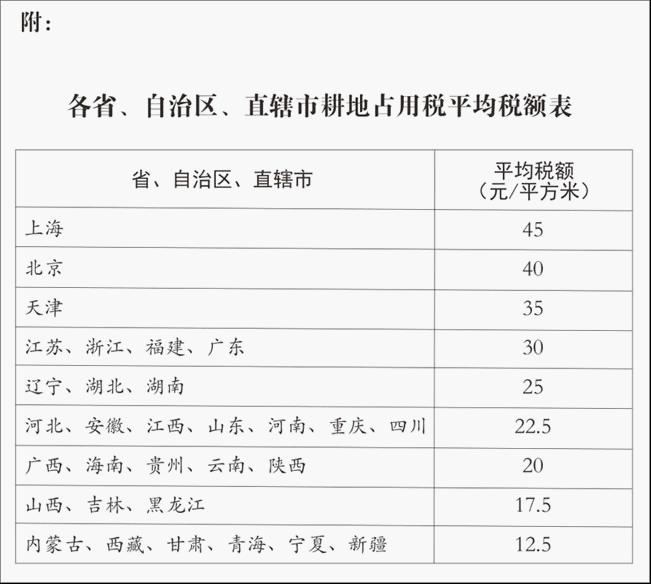 附：
各省、自治区、直辖市耕地占用税平均税额表
省、自治区、直辖市 平均税额
（元/平方米）
上海 45
北京 40
天津 35
江苏、浙江、福建、广东 30
辽宁、湖北、湖南 25
河北、安徽、江西、山东、河南、重庆、四川 22.5
广西、海南、贵州、云南、陕西 20
山西、吉林、黑龙江 17.5
内蒙古、西藏、甘肃、青海、宁夏、新疆 12.5